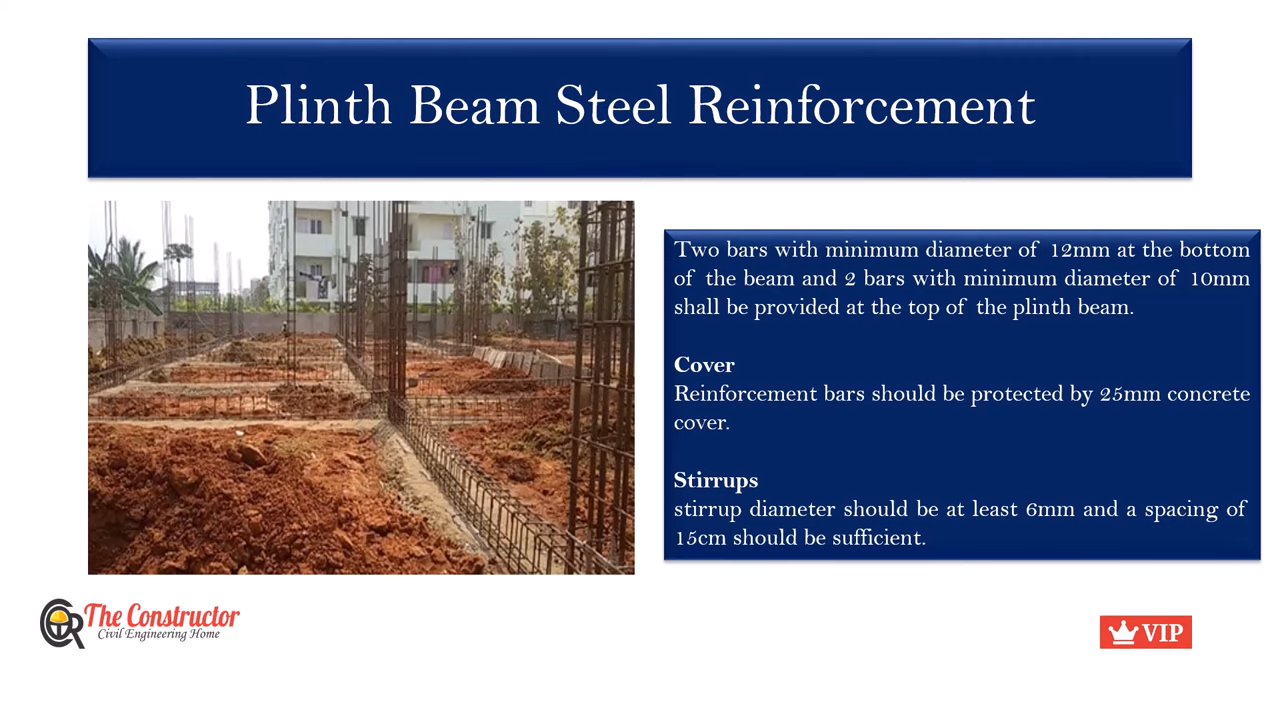 Plinth Beam Steel Reinforcement
Two bars with minimum diameter of 12mm at the bottom
of the beam and 2 bars with minimum diameter of 10mm
shall be provided at the top of the plinth beam.
Cover
Reinforcement bars should be protected by 25mm concrete
cover.
Stirrups
stirrup diameter should be at least 6mm and a spacing of
15cm should be sufficient.
The Constructor
Civil Engineering Home
VIP